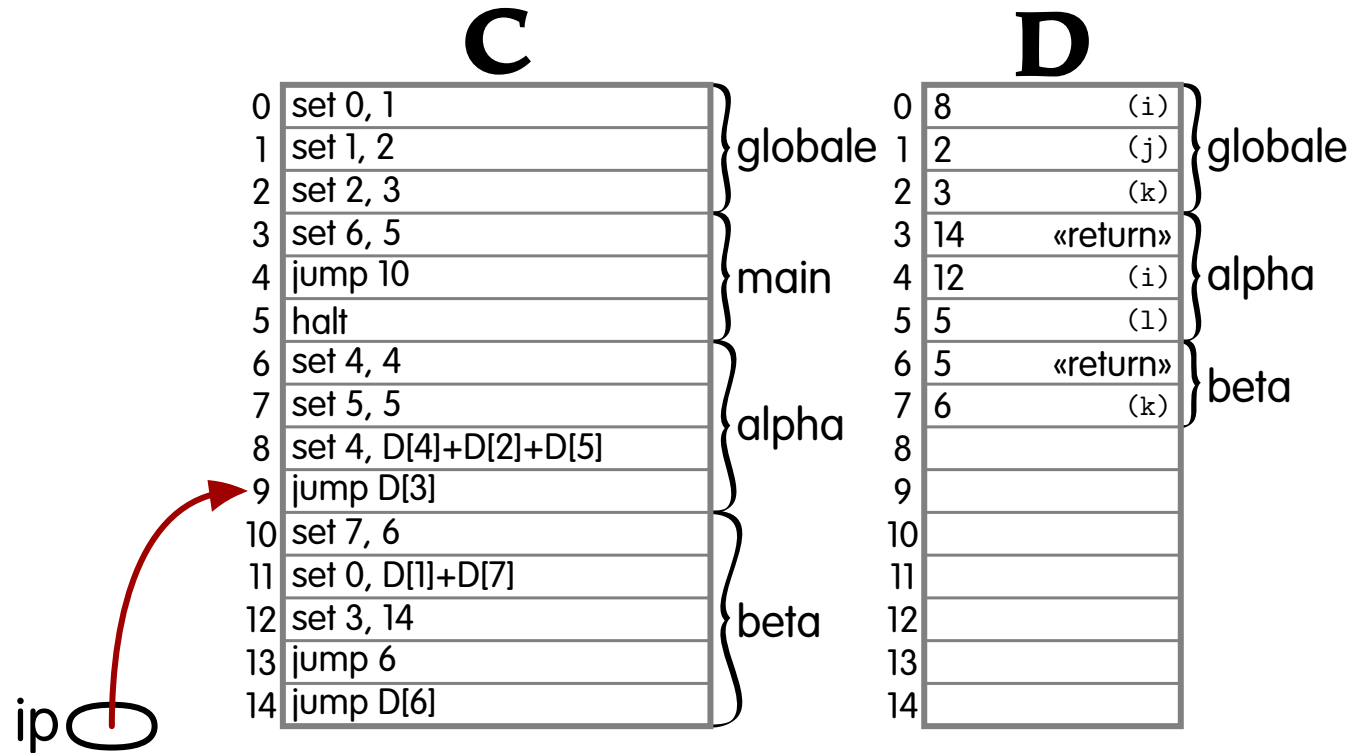 C D
0 set 0, 1 0 8 (i)
1 set 1, 2 globale 1 2 (j) globale
2 set 2, 3 2 3 (k)
3 set 6, 5 3 14 «return»
4 jump 10 main 4 12 (i) alpha
5 halt 5 5 (l)
6 set 4, 4 6 5 «return»
7 set 5, 5 7 6 (k) beta
8 set 4, D[4]+D[2]+D[5] alpha 8
9 jump D[3] 9
10 set 7, 6 10
11 set 0, D[1]+D[7] 11
12 set 3, 14 beta 12
13 jump 6 13
14 jump D[6] 14
ip